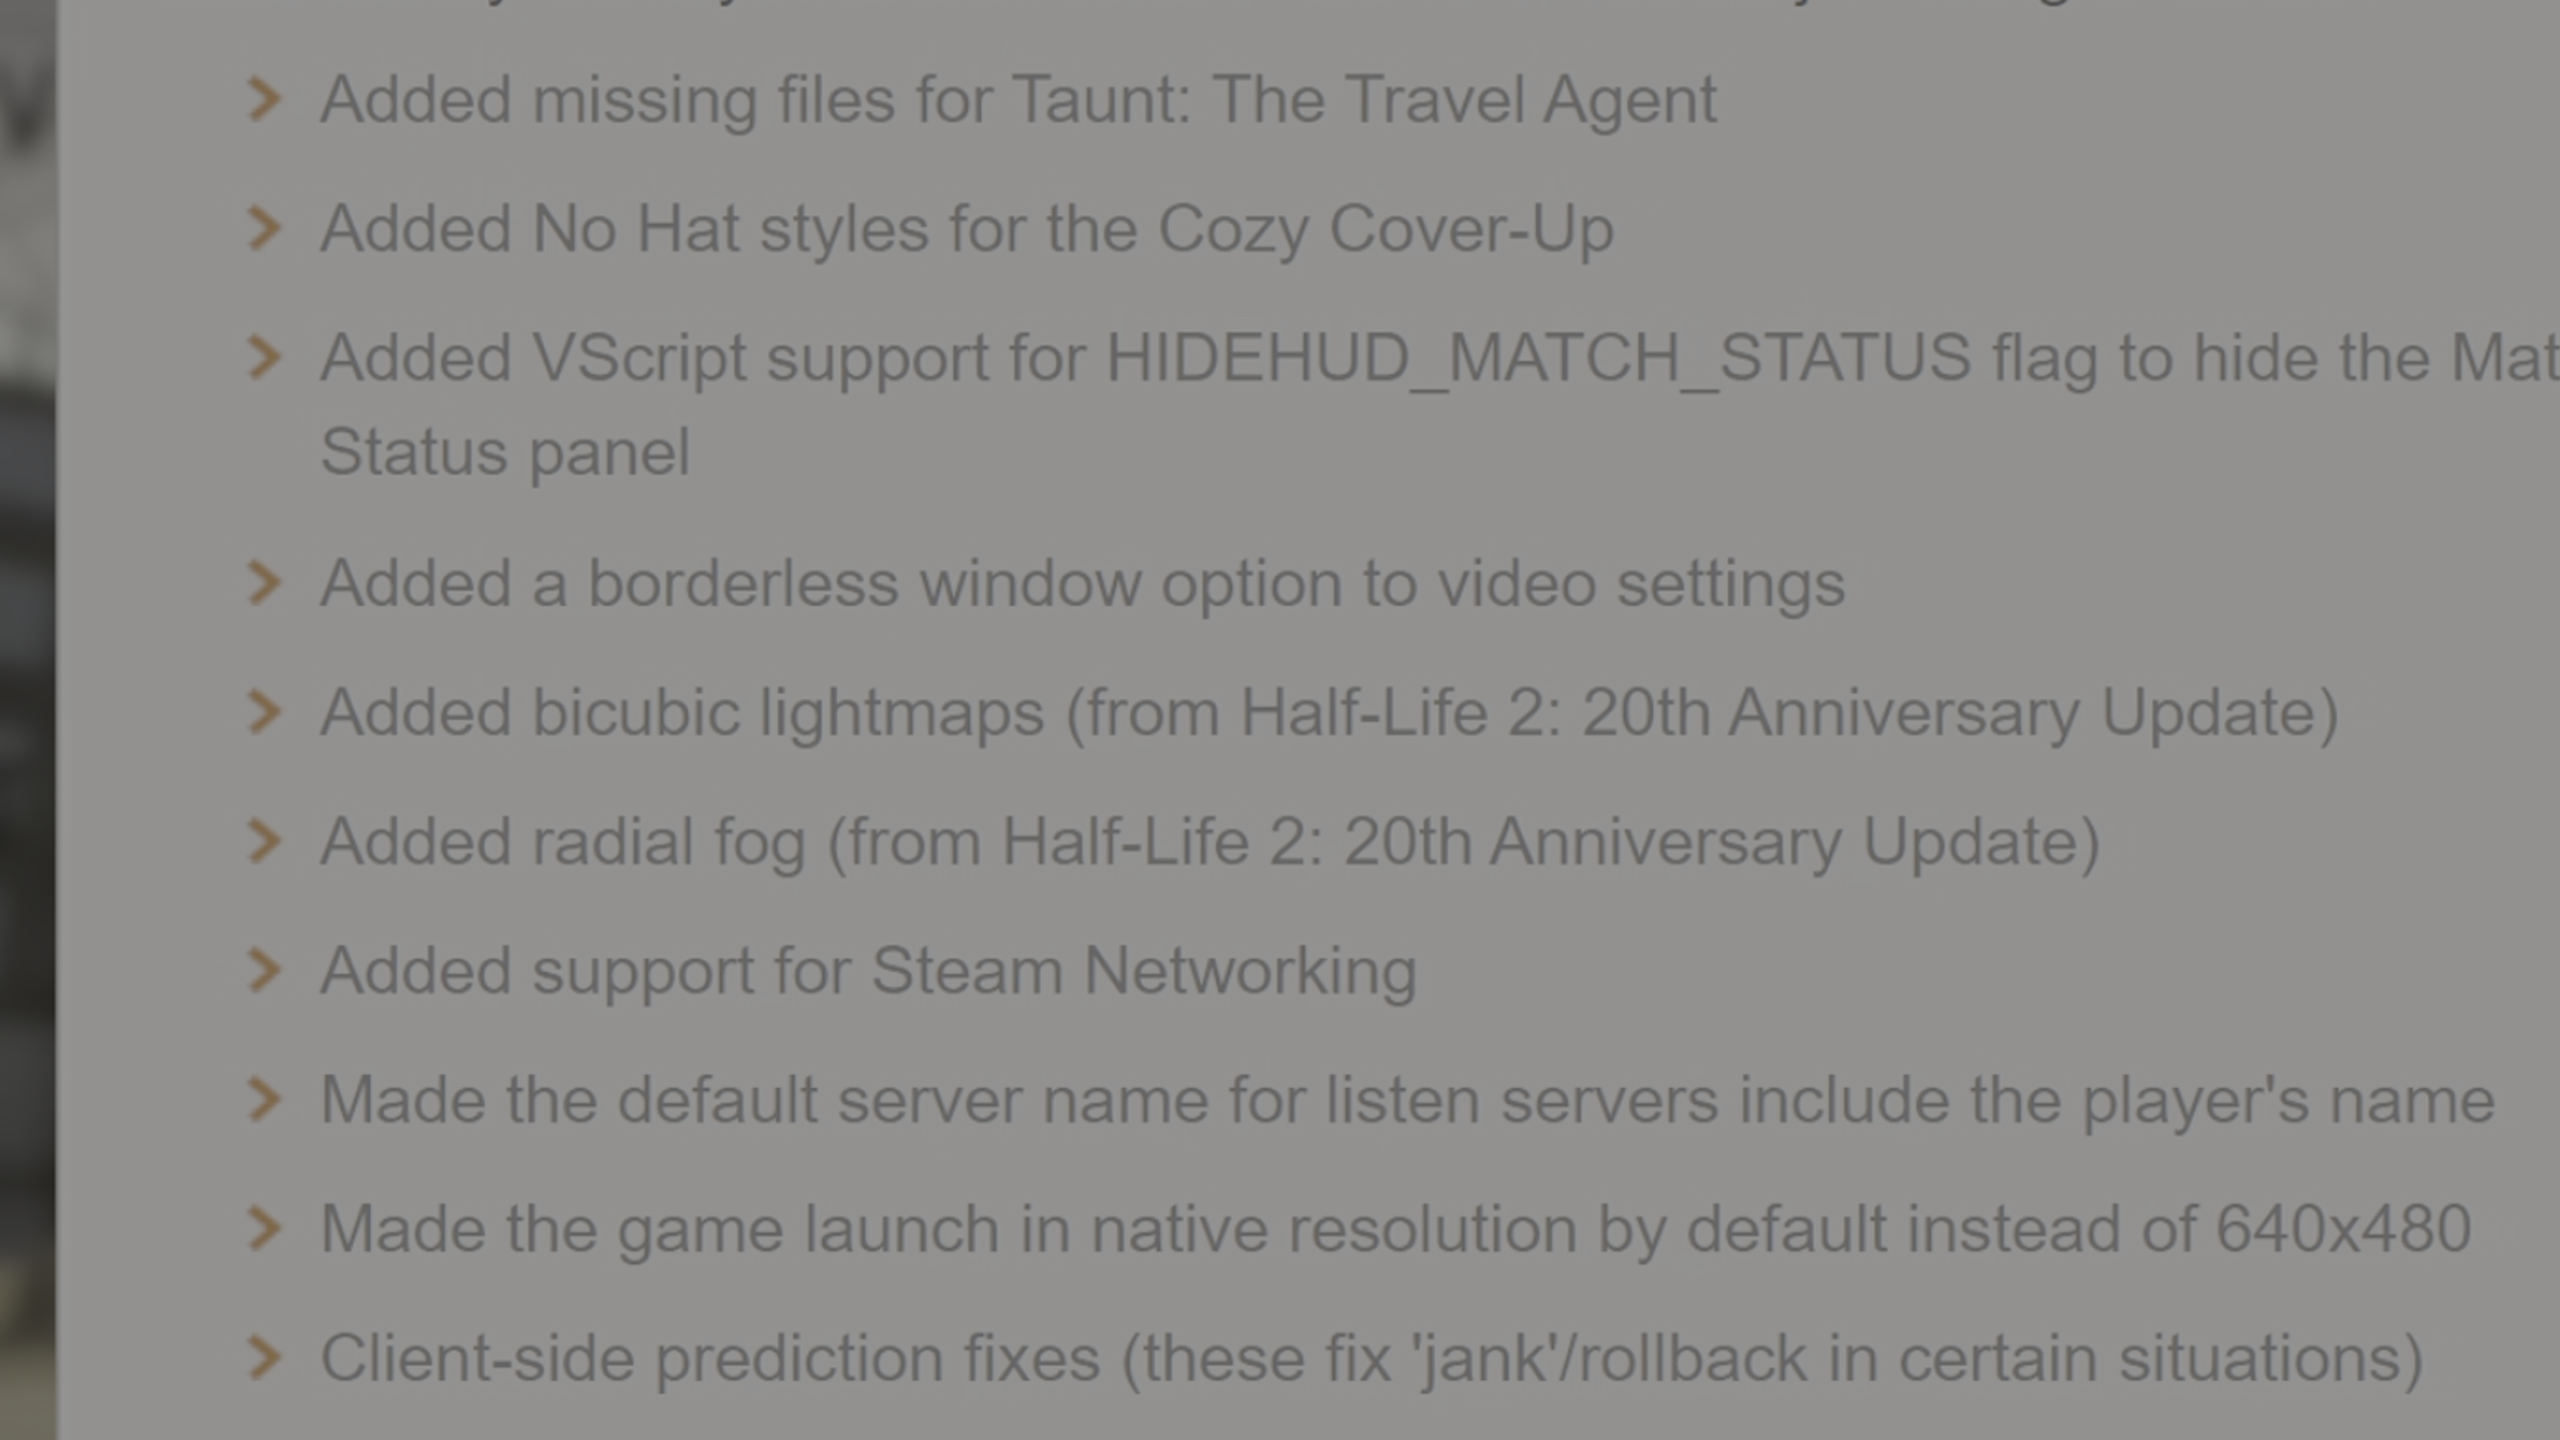 Added missing files for Taunt: The Travel Agent
Added No Hat styles for the Cozy Cover-Up
Added VScript support for HIDEHUD_MATCH_STATUS flag to hide the Mat
Status panel
Added a borderless window option to video settings
Added bicubic lightmaps (from Half-Life 2: 20th Anniversary Update)
Added radial fog (from Half-Life 2: 20th Anniversary Update)
Added support for Steam Networking
Made the default server name for listen servers include the player's name
Made the game launch in native resolution by default instead of 640x480
Client-side prediction fixes (these fix 'jank'/rollback in certain situations)